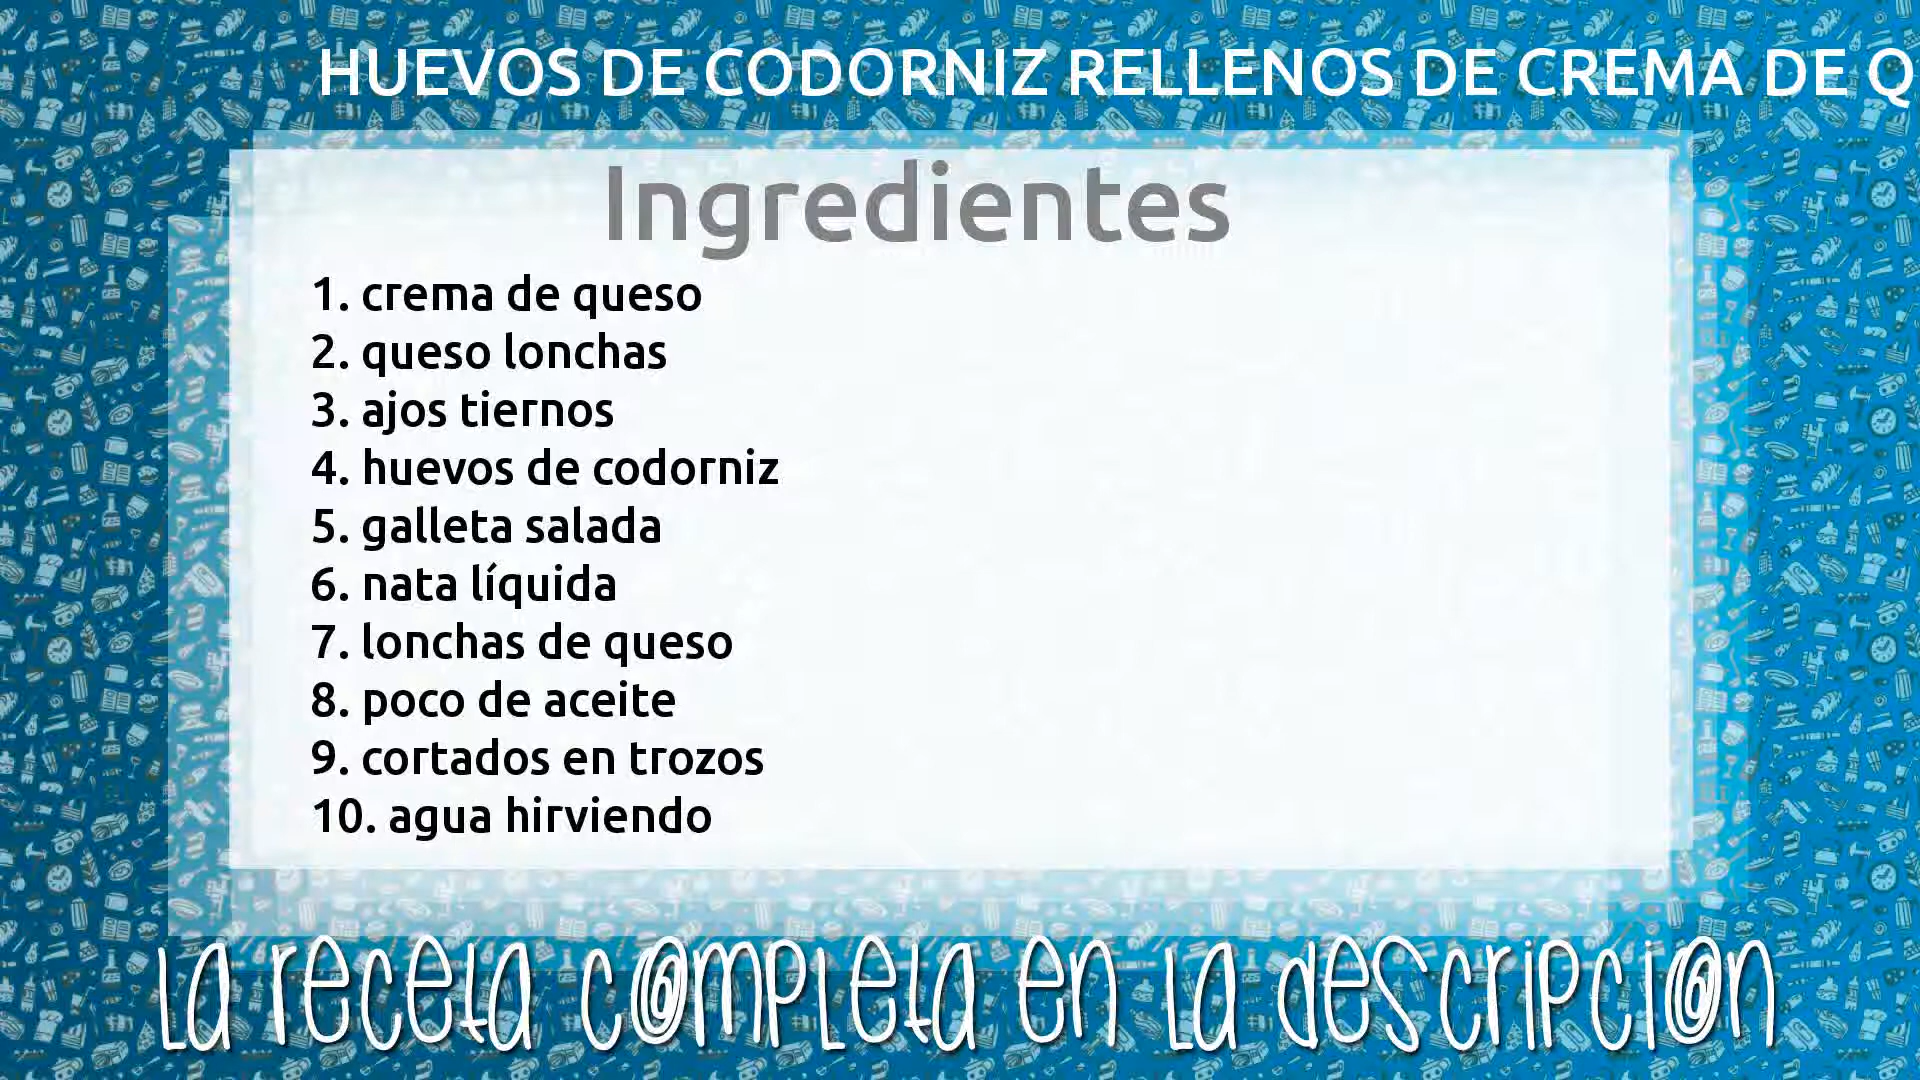 HUEVOS DE CODORNIZ RELLENOS DE CREMA DE Q
Ingredientes
1. crema de queso
2. queso lonchas
3. ajos tiernos
4. huevos de codorniz
5. galleta salada
6. nata líquida
7. lonchas de queso
8. poco de aceite
9. cortados en trozos
10. agua hirviendo
La receta completa en la descripcion